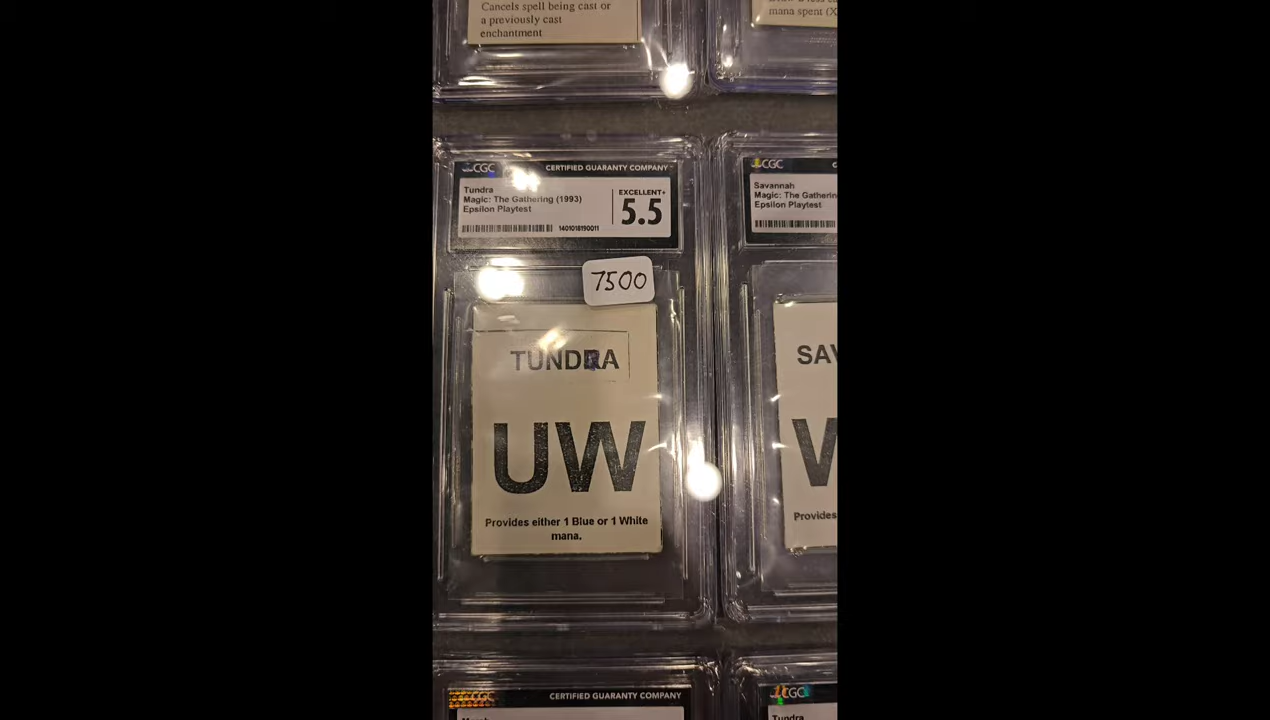 Cancels spell being cast or
a previously cast
enchantment
mana spent (X
CGC CERTIFIED GUARANTY COMPANY
Tundra
Magic: The Gathering (1993)
Epsilon Playtest
EXCELLENT+
5.5
1401018190011
7500
TUNDRA
UW
Provides either 1 Blue or 1 White
mana.
CGC
Savannah
Magic: The Gatherin
Epsilon Playtest
SAV
Provides
CGC CERTIFIED GUARANTY COMPANY
CGC
Tundra